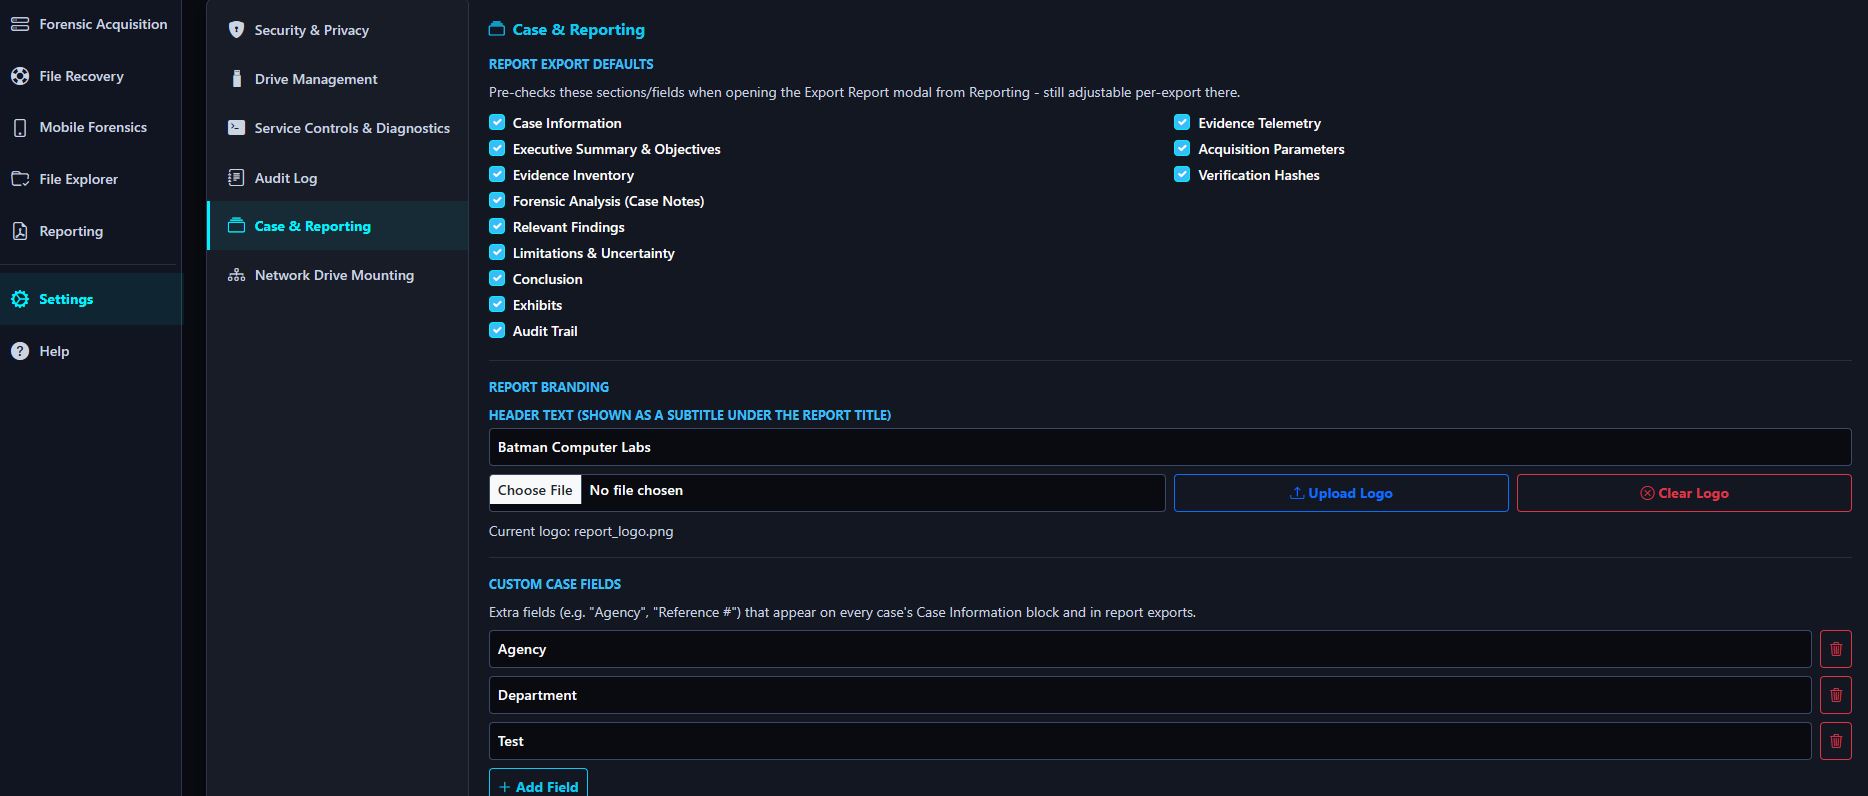 Forensic Acquisition
File Recovery
Mobile Forensics
File Explorer
Reporting
Settings
Help
Security & Privacy
Drive Management
Service Controls & Diagnostics
Audit Log
Case & Reporting
Network Drive Mounting
Case & Reporting
REPORT EXPORT DEFAULTS
Pre-checks these sections/fields when opening the Export Report modal from Reporting - still adjustable per-export there.
Case Information
Executive Summary & Objectives
Evidence Inventory
Forensic Analysis (Case Notes)
Relevant Findings
Limitations & Uncertainty
Conclusion
Exhibits
Audit Trail
Evidence Telemetry
Acquisition Parameters
Verification Hashes
REPORT BRANDING
HEADER TEXT (SHOWN AS A SUBTITLE UNDER THE REPORT TITLE)
Batman Computer Labs
Choose File No file chosen
Upload Logo
Clear Logo
Current logo: report_logo.png
CUSTOM CASE FIELDS
Extra fields (e.g. "Agency", "Reference #") that appear on every case's Case Information block and in report exports.
Agency
Department
Test
+ Add Field